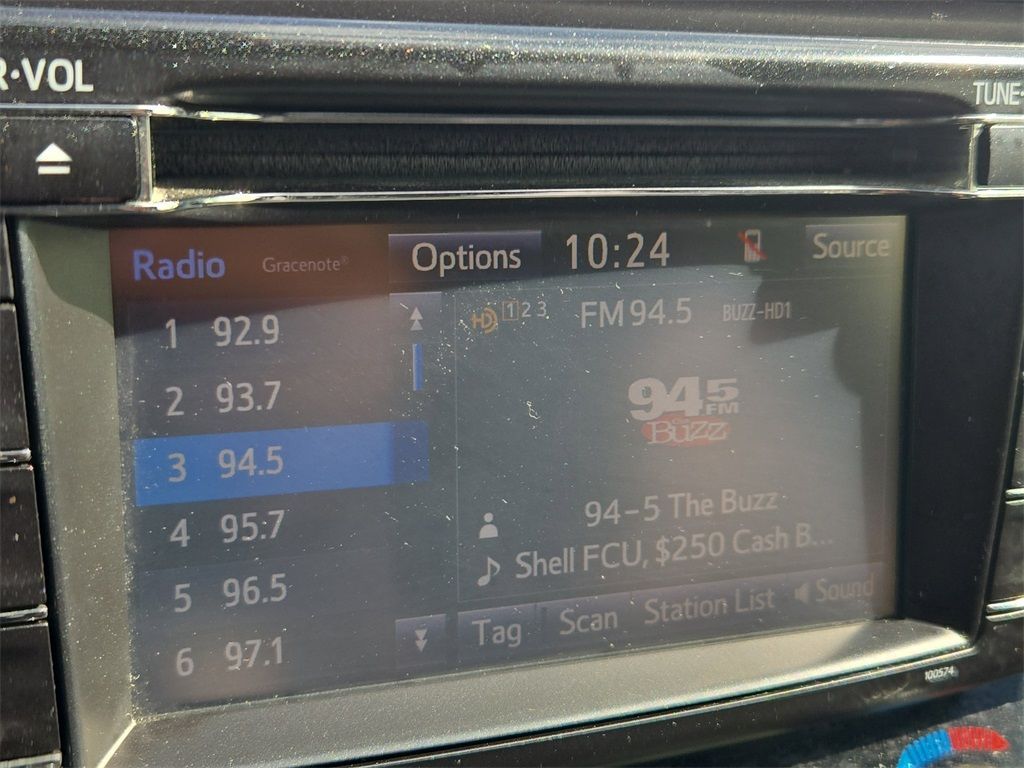 R·VOL
TUNE-
Radio Gracenote®
Options 10:24 Source
1 92.9
2 93.7
3 94.5
4 95.7
5 96.5
6 97.1
HD 1 2 3 FM 94.5 BUZZ-HD1
94.5
FM
Buzz
94-5 The Buzz
Shell FCU, $250 Cash B...
Tag Scan Station List Sound
100574